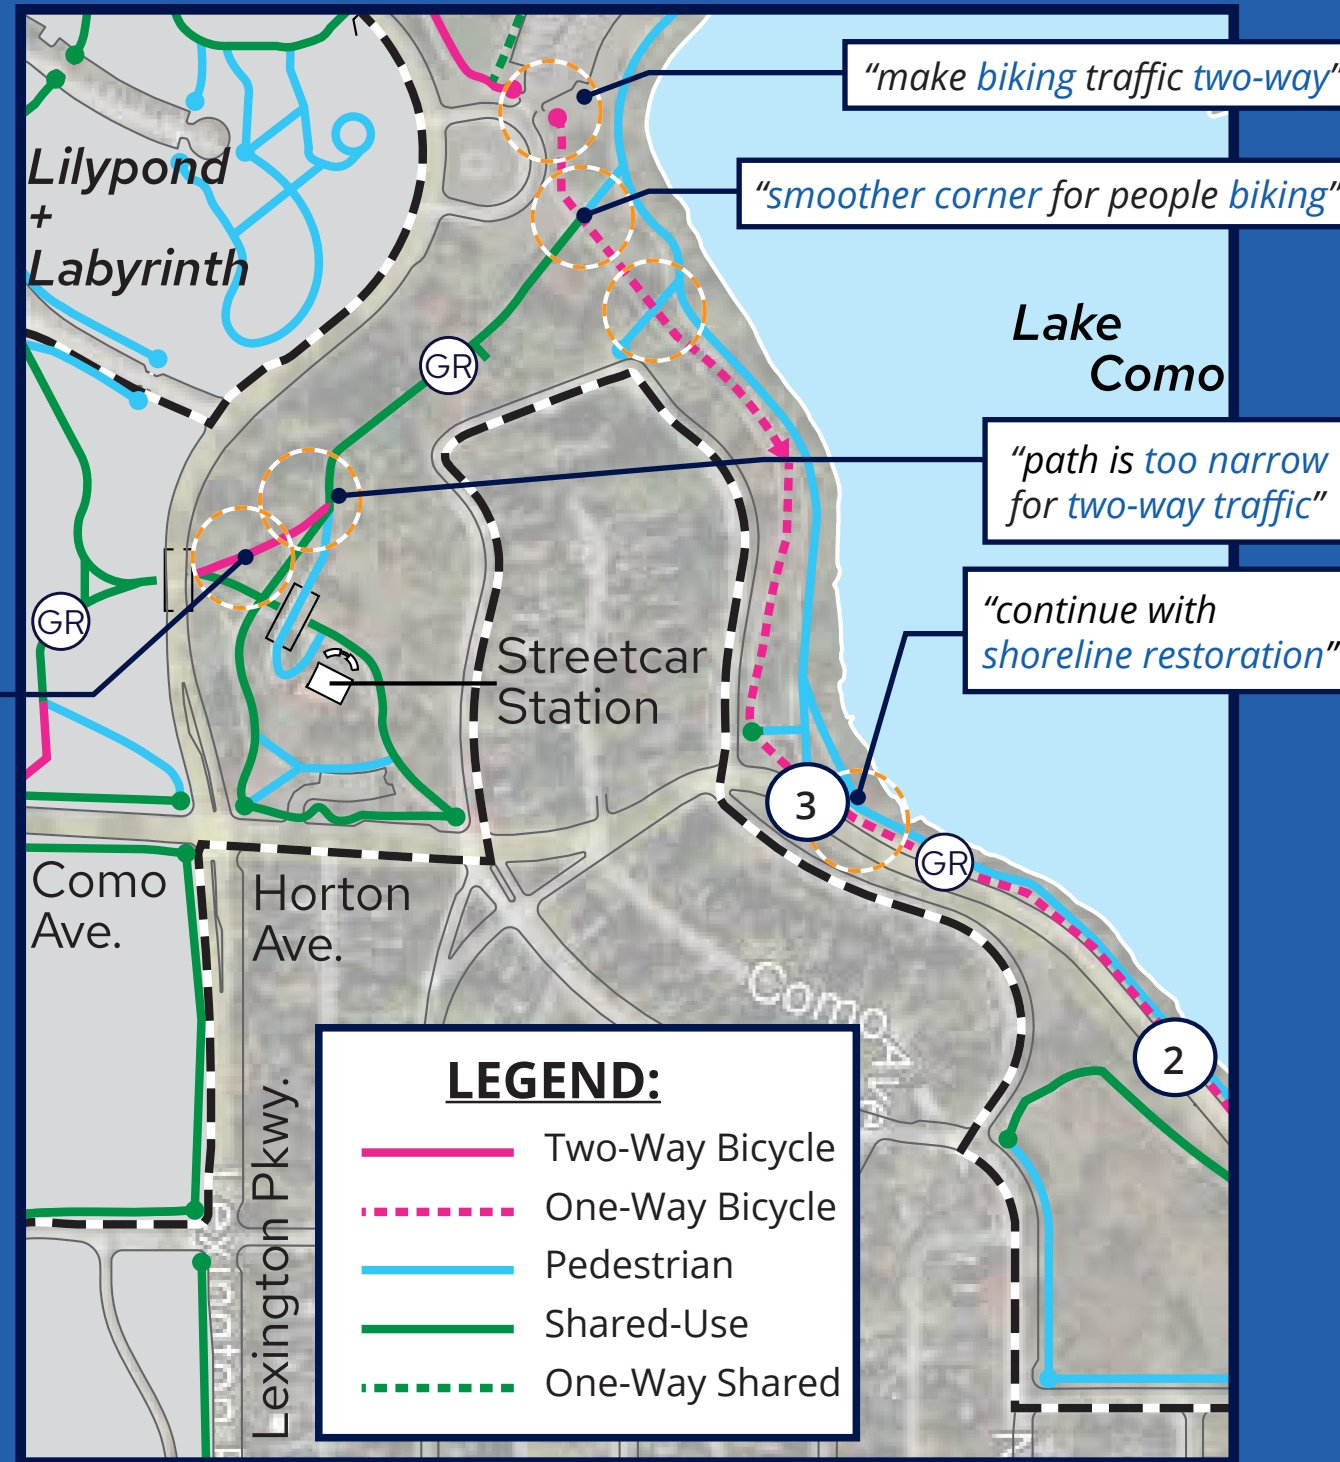 “make biking traffic two-way”
“smoother corner for people biking”
Lilypond
+
Labyrinth
Lake
Como
GR
“path is too narrow
for two-way traffic”
“continue with
shoreline restoration”
GR
Streetcar
Station
3
GR
Como
Ave.
Horton
Ave.
Como Ave
2
Lexington Pkwy.
LEGEND:
Two-Way Bicycle
One-Way Bicycle
Pedestrian
Shared-Use
One-Way Shared